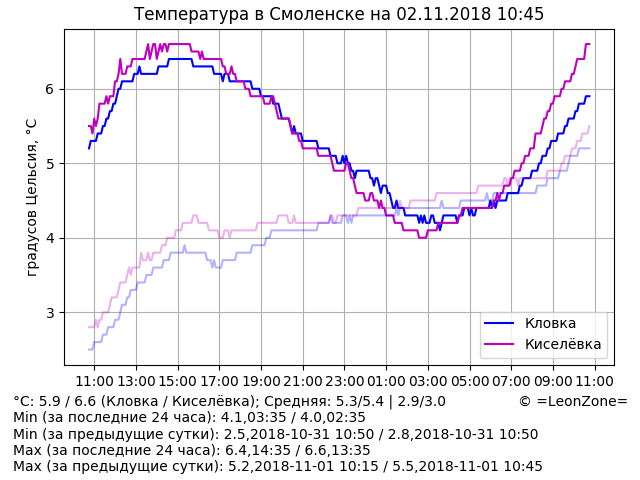 Температура в Смоленске на 02.11.2018 10:45
градусов Цельсия, °C
6
5
4
3
Кловка
Киселёвка
11:00 13:00 15:00 17:00 19:00 21:00 23:00 01:00 03:00 05:00 07:00 09:00 11:00
°C: 5.9 / 6.6 (Кловка / Киселёвка); Средняя: 5.3/5.4 | 2.9/3.0 © =LeonZone=
Min (за последние 24 часа): 4.1,03:35 / 4.0,02:35
Min (за предыдущие сутки): 2.5,2018-10-31 10:50 / 2.8,2018-10-31 10:50
Max (за последние 24 часа): 6.4,14:35 / 6.6,13:35
Max (за предыдущие сутки): 5.2,2018-11-01 10:15 / 5.5,2018-11-01 10:45